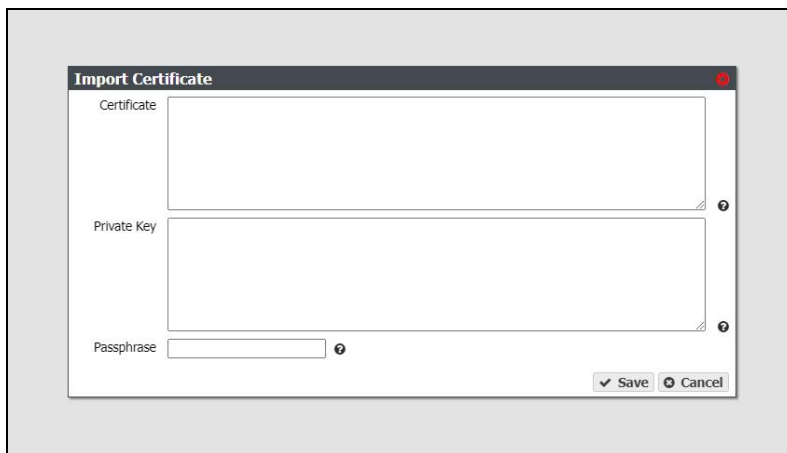 Import Certificate
Certificate
Private Key
Passphrase
Save Cancel